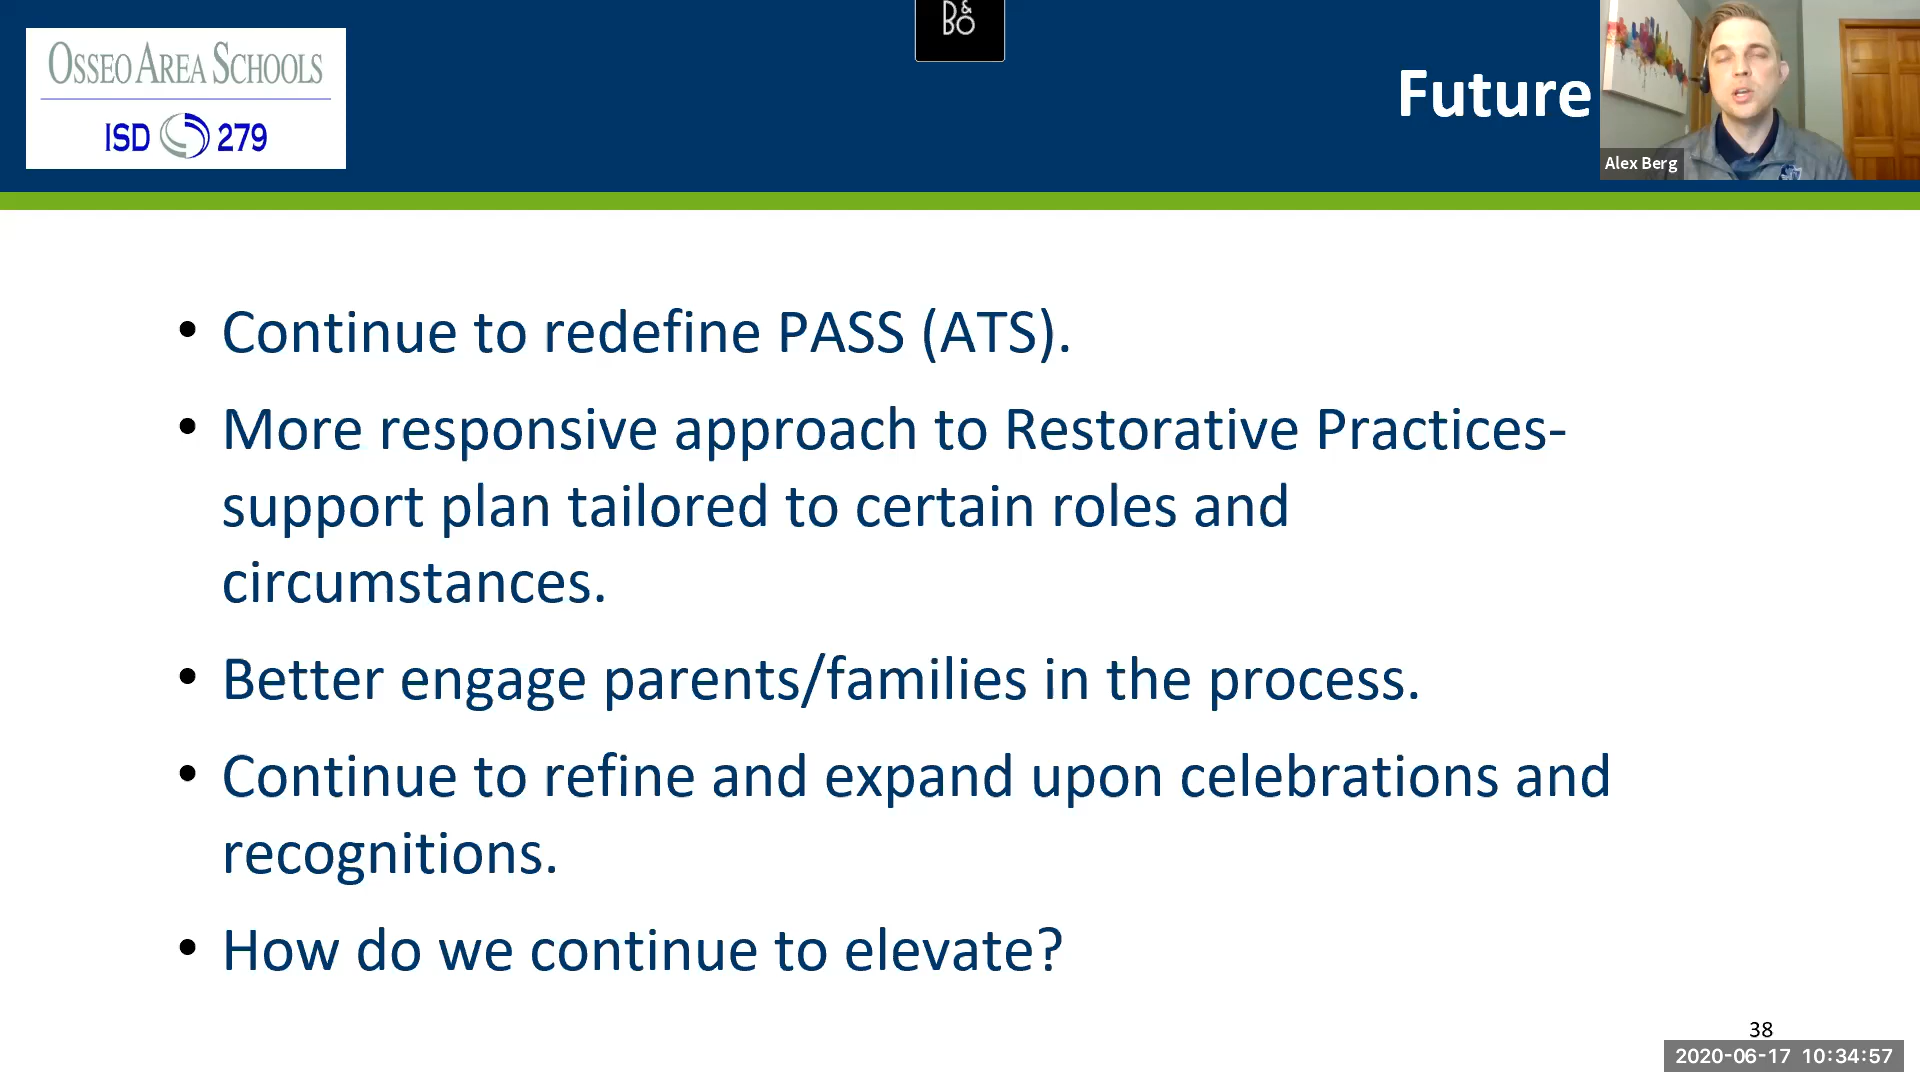 OSSEO AREA SCHOOLS
ISD 279
B&O
Future
Alex Berg
• Continue to redefine PASS (ATS).
• More responsive approach to Restorative Practices-
support plan tailored to certain roles and
circumstances.
• Better engage parents/families in the process.
• Continue to refine and expand upon celebrations and
recognitions.
• How do we continue to elevate?
38
2020-06-17 10:34:57